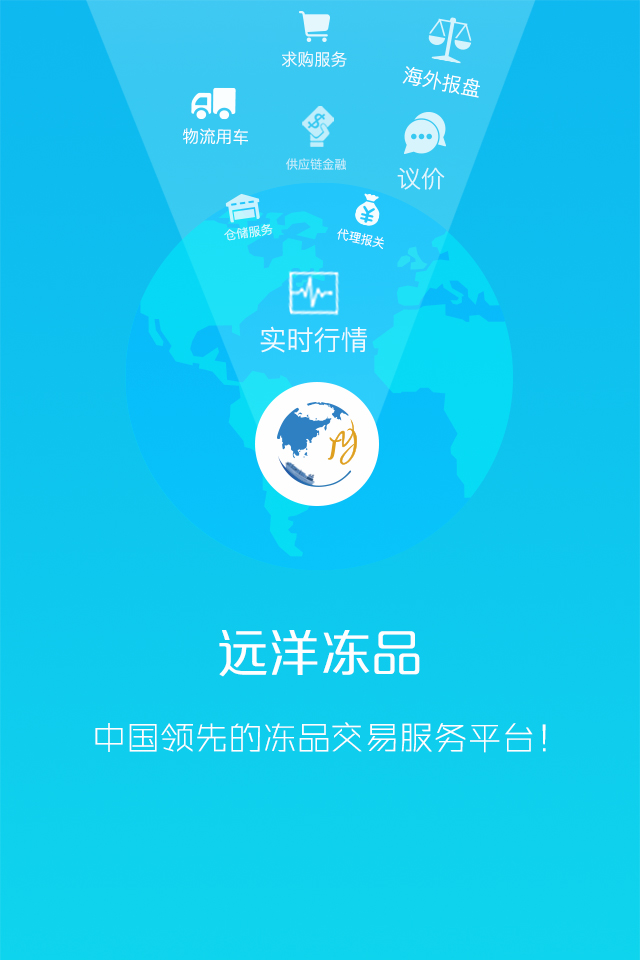 求购服务
海外报盘
物流用车
供应链金融
议价
仓储服务
代理报关
实时行情
远洋冻品
中国领先的冻品交易服务平台！